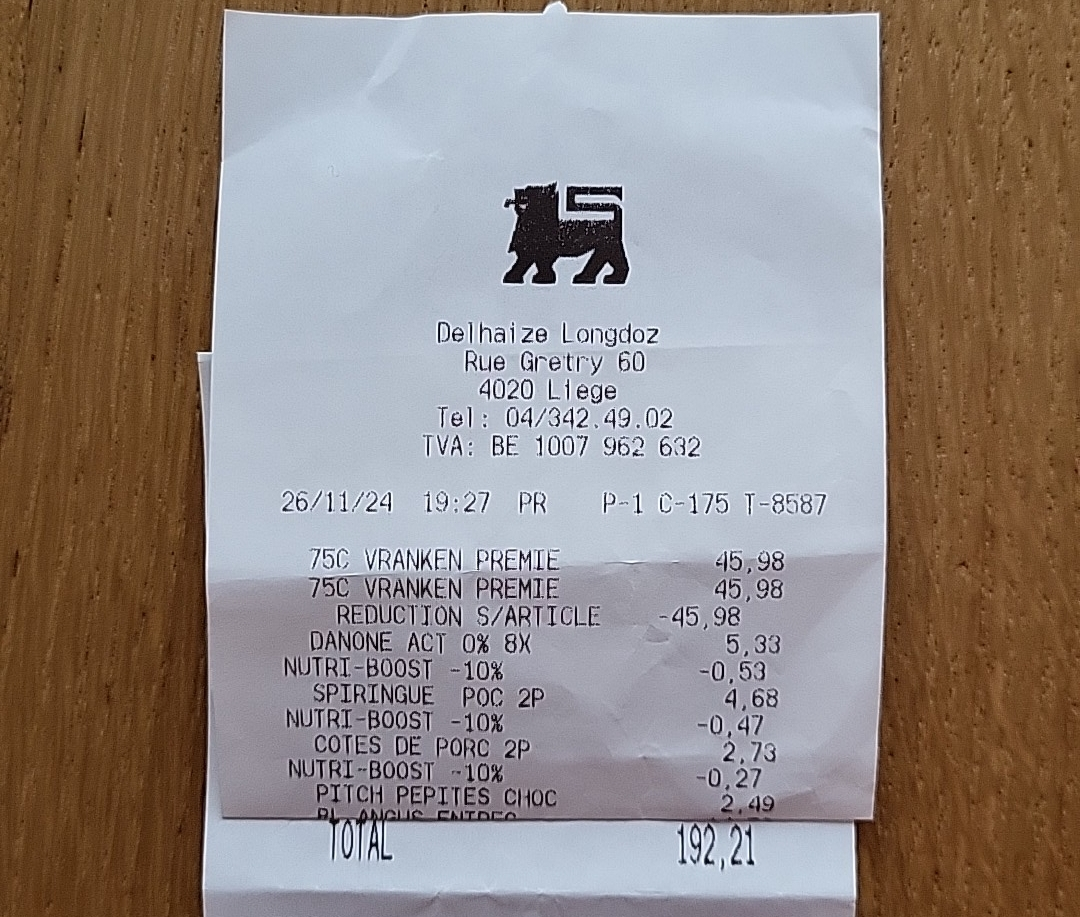 Delhaize Longdoz
Rue Gretry 60
4020 Liege
Tel: 04/342.49.02
TVA: BE 1007 962 632
26/11/24 19:27 PR P-1 C-175 T-8587
75C VRANKEN PREMIE 45,98
75C VRANKEN PREMIE 45,98
REDUCTION S/ARTICLE -45,98
DANONE ACT 0% 8X 5,33
NUTRI-BOOST -10% -0,53
SPIRINGUE POC 2P 4,68
NUTRI-BOOST -10% -0,47
COTES DE PORC 2P 2,73
NUTRI-BOOST -10% -0,27
PITCH PEPITES CHOC 2,49
TOTAL 192,21